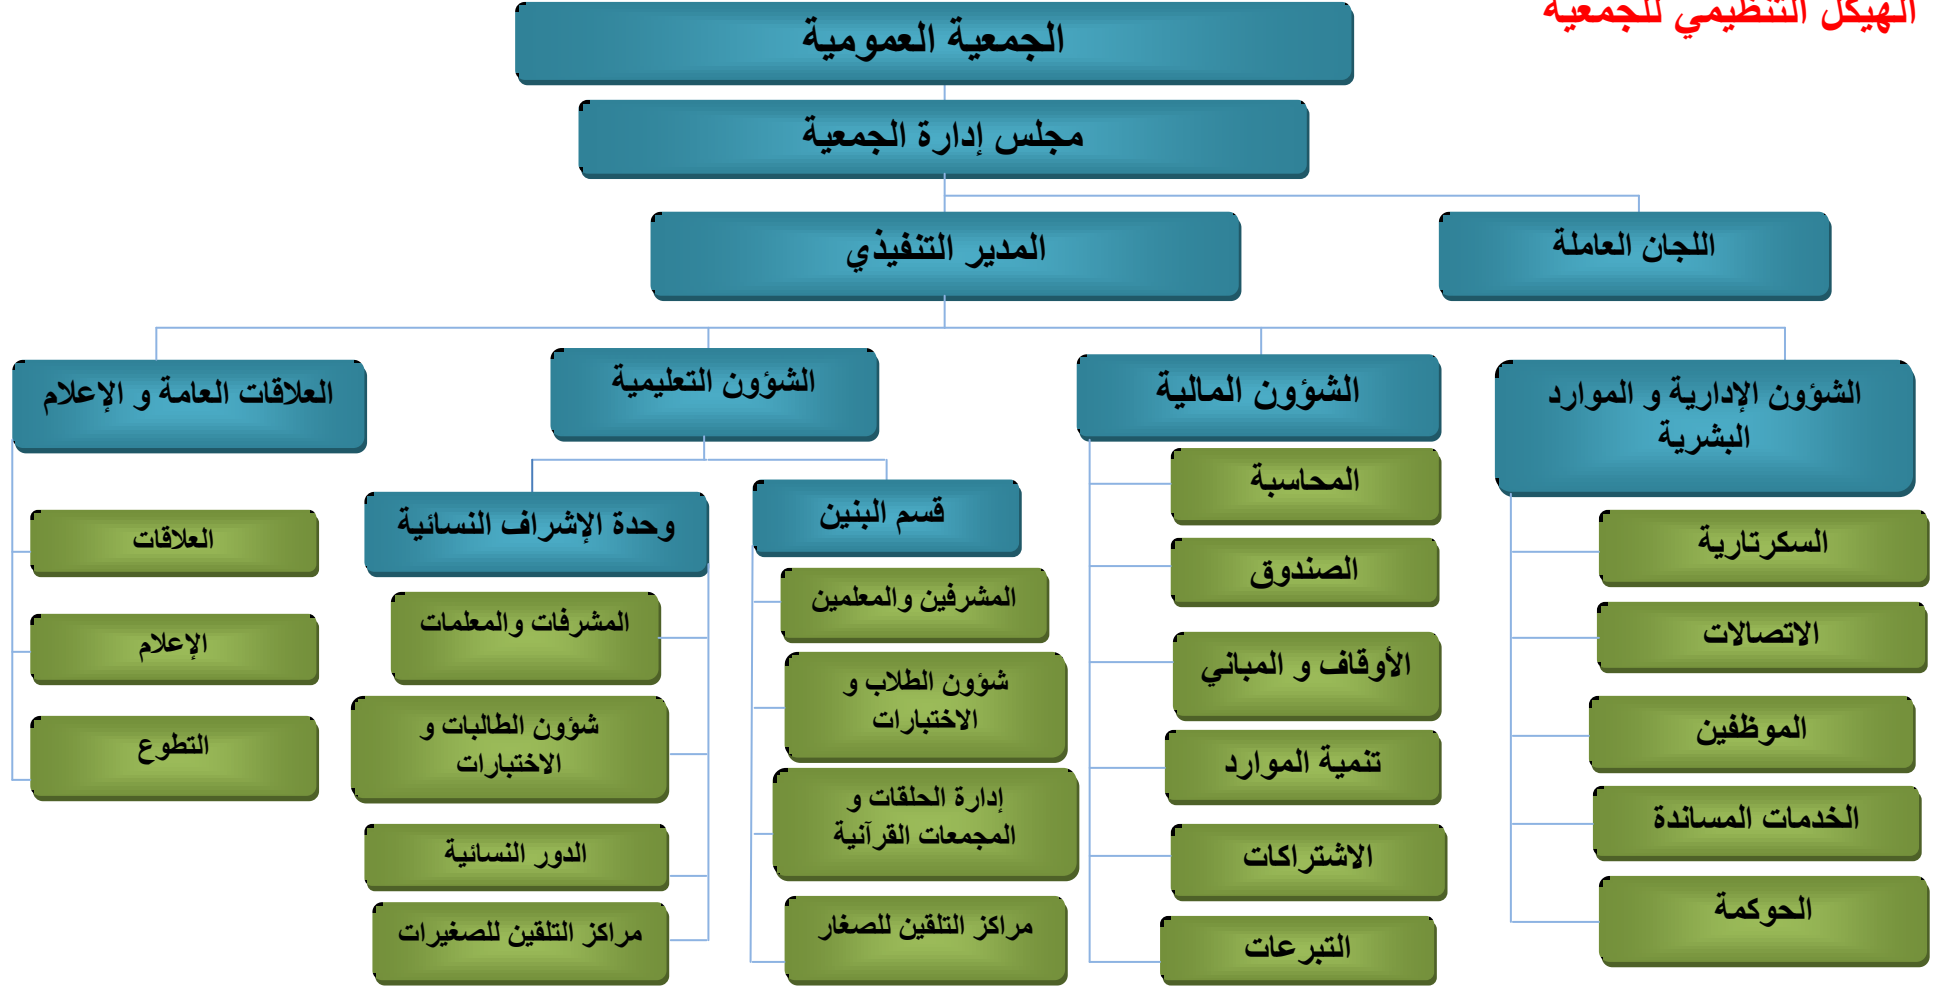 الهيكل التنظيمي للجمعية
الجمعية العمومية
مجلس إدارة الجمعية
اللجان العاملة
المدير التنفيذي
الشؤون الإدارية و الموارد
البشرية
السكرتارية
الاتصالات
الموظفين
الخدمات المساندة
الحوكمة
الشؤون المالية
المحاسبة
الصندوق
الأوقاف و المباني
تنمية الموارد
الاشتراكات
التبرعات
الشؤون التعليمية
قسم البنين
المشرفين والمعلمين
شؤون الطلاب و
الاختبارات
إدارة الحلقات و
المجمعات القرآنية
مراكز التلقين للصغار
وحدة الإشراف النسائية
المشرفات والمعلمات
شؤون الطالبات و
الاختبارات
الدور النسائية
مراكز التلقين للصغيرات
العلاقات العامة و الإعلام
العلاقات
الإعلام
التطوع